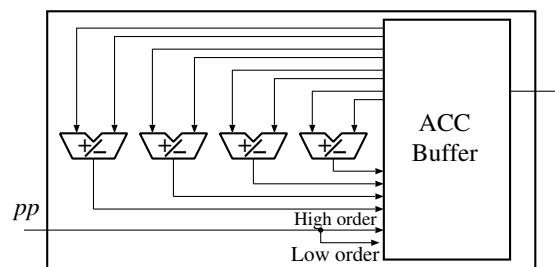 ACC
Buffer
+/−
+/−
+/−
+/−
pp
High order
Low order